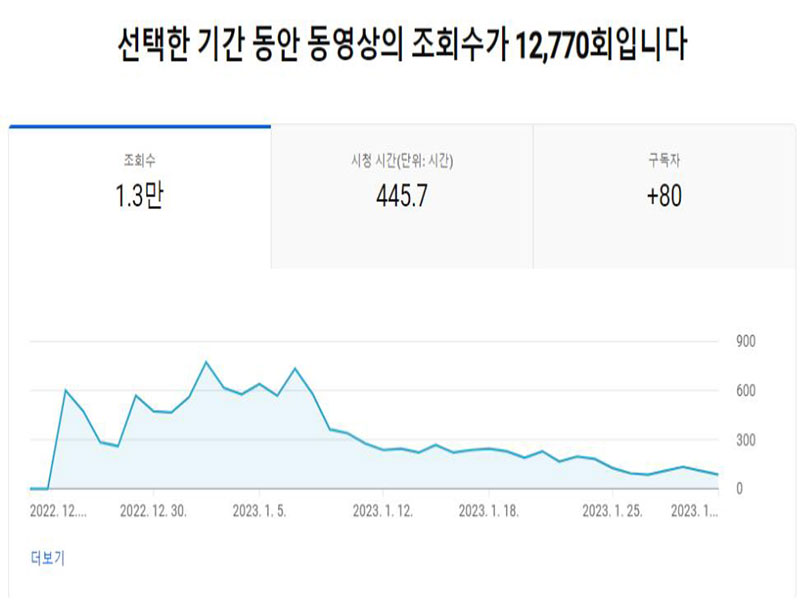 선택한 기간 동안 동영상의 조회수가 12,770회입니다
조회수
1.3만
시청 시간(단위: 시간)
445.7
구독자
+80
900
600
300
0
2022. 12....
2022. 12. 30.
2023. 1. 5.
2023. 1. 12.
2023. 1. 18.
2023. 1. 25.
2023. 1...
더보기